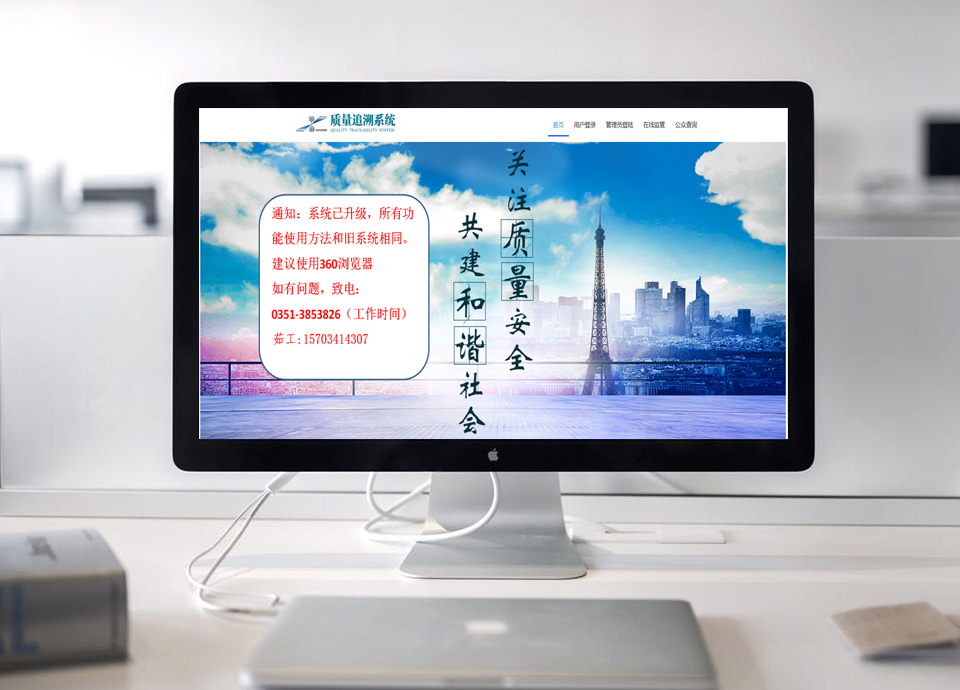 质量追溯系统
QUALITY TRACEABILITY SYSTEM
首页 用户登录 管理员登陆 在线监管 公众查询
关注质量安全
共建和谐社会
通知：系统已升级，所有功
能使用方法和旧系统相同。
建议使用360浏览器
如有问题，致电：
0351-3853826（工作时间）
茹工:15703414307